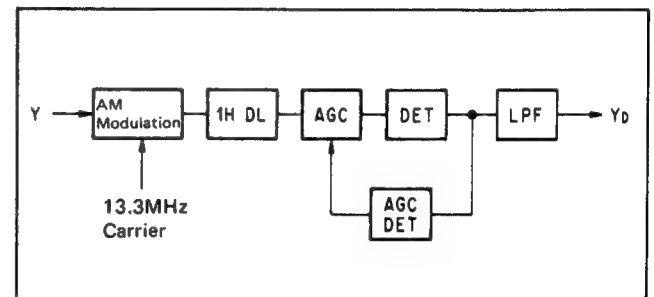 Y
AM
Modulation
1H DL
AGC
DET
LPF
YD
13.3MHz
Carrier
AGC
DET